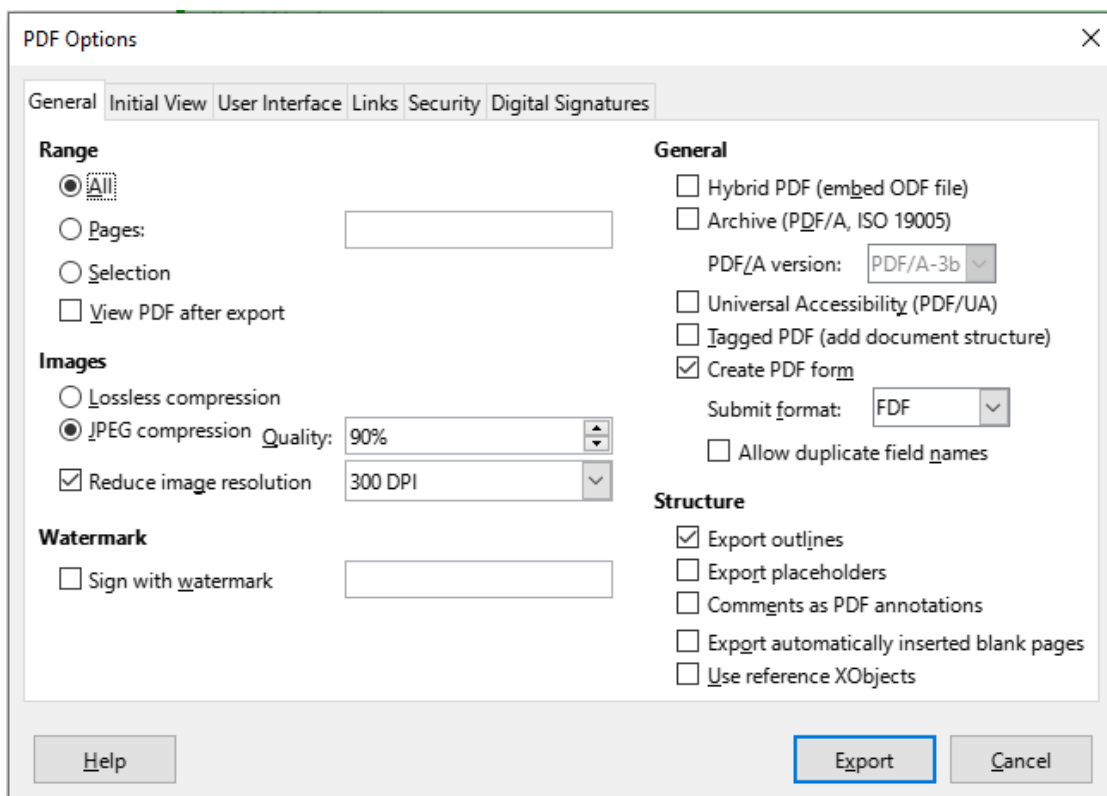 PDF Options
General Initial View User Interface Links Security Digital Signatures
Range
All
Pages:
Selection
View PDF after export
Images
Lossless compression
JPEG compression Quality: 90%
Reduce image resolution 300 DPI
Watermark
Sign with watermark
General
Hybrid PDF (embed ODF file)
Archive (PDF/A, ISO 19005)
PDF/A version: PDF/A-3b
Universal Accessibility (PDF/UA)
Tagged PDF (add document structure)
Create PDF form
Submit format: FDF
Allow duplicate field names
Structure
Export outlines
Export placeholders
Comments as PDF annotations
Export automatically inserted blank pages
Use reference XObjects
Help Export Cancel